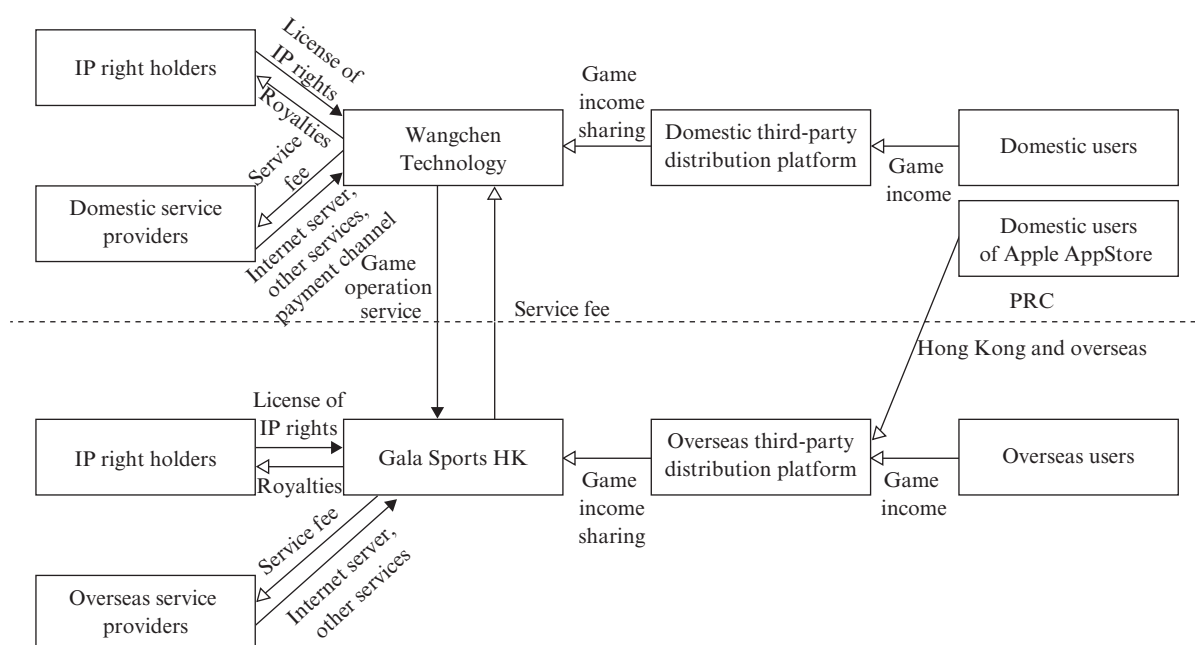 IP right holders
License of
IP rights
Royalties
Service
fee
Domestic service
providers
Internet server,
other services,
payment channel
Wangchen
Technology
Game
income
sharing
Domestic third-party
distribution platform
Game
income
Domestic users
Domestic users
of Apple AppStore
PRC
Game
operation
service
Service fee
Hong Kong and overseas
IP right holders
License of
IP rights
Royalties
Gala Sports HK
Game
income
sharing
Overseas third-party
distribution platform
Game
income
Overseas users
Service fee
Internet server,
other services
Overseas service
providers